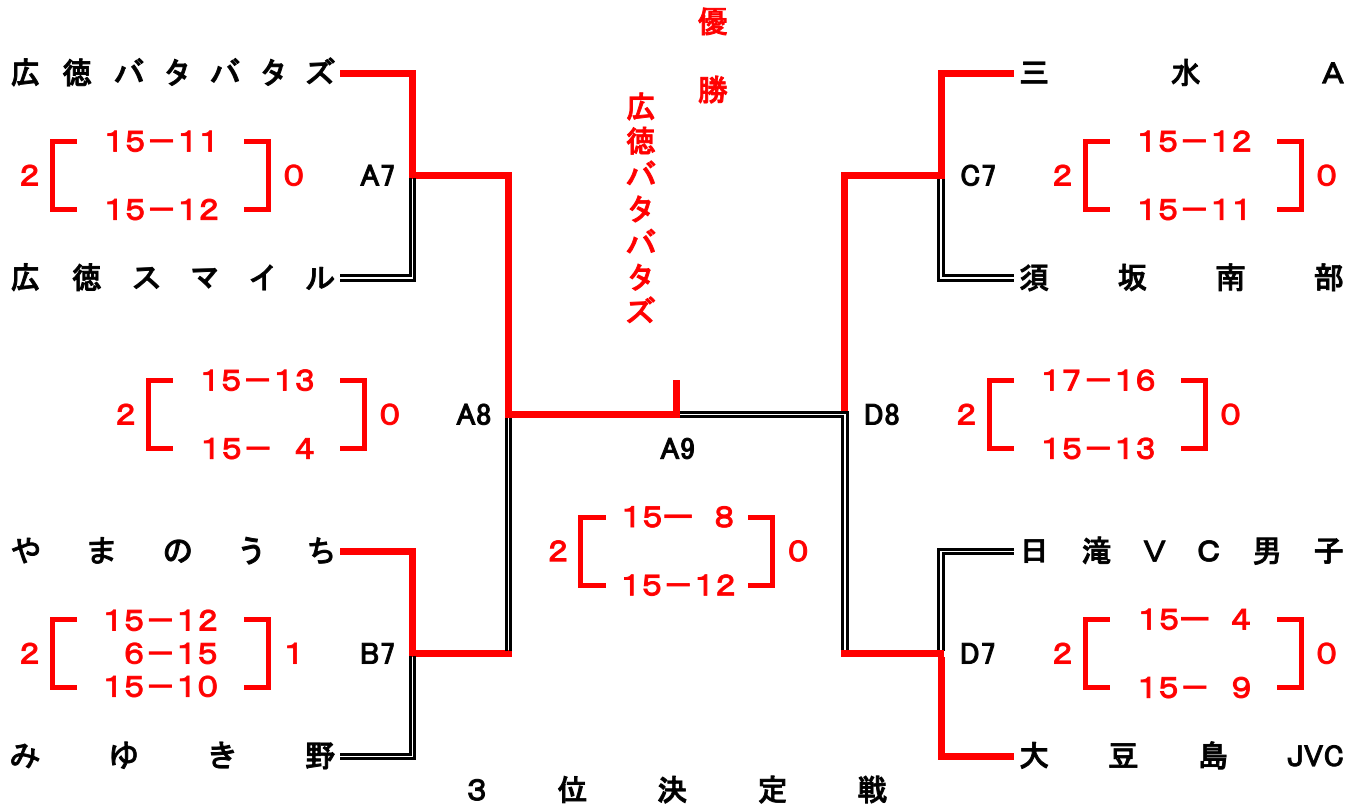 優勝
広徳バタバタズ
広徳バタバタズ
15－11
2 0
15－12
A7
広徳スマイル
15－13
2 0
15－ 4
A8
やまのうち
15－12
2 6－15 1
15－10
B7
みゆき野
三水A
15－12
2 0
15－11
C7
須坂南部
17－16
2 0
15－13
D8
日滝VC男子
15－ 4
2 0
15－ 9
D7
大豆島JVC
A9
15－ 8
2 0
15－12
3位決定戦